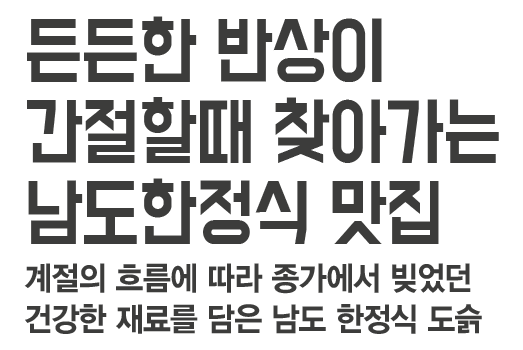 든든한 반상이
간절할때 찾아가는
남도한정식 맛집
계절의 흐름에 따라 종가에서 빚었던
건강한 재료를 담은 남도 한정식 도슭